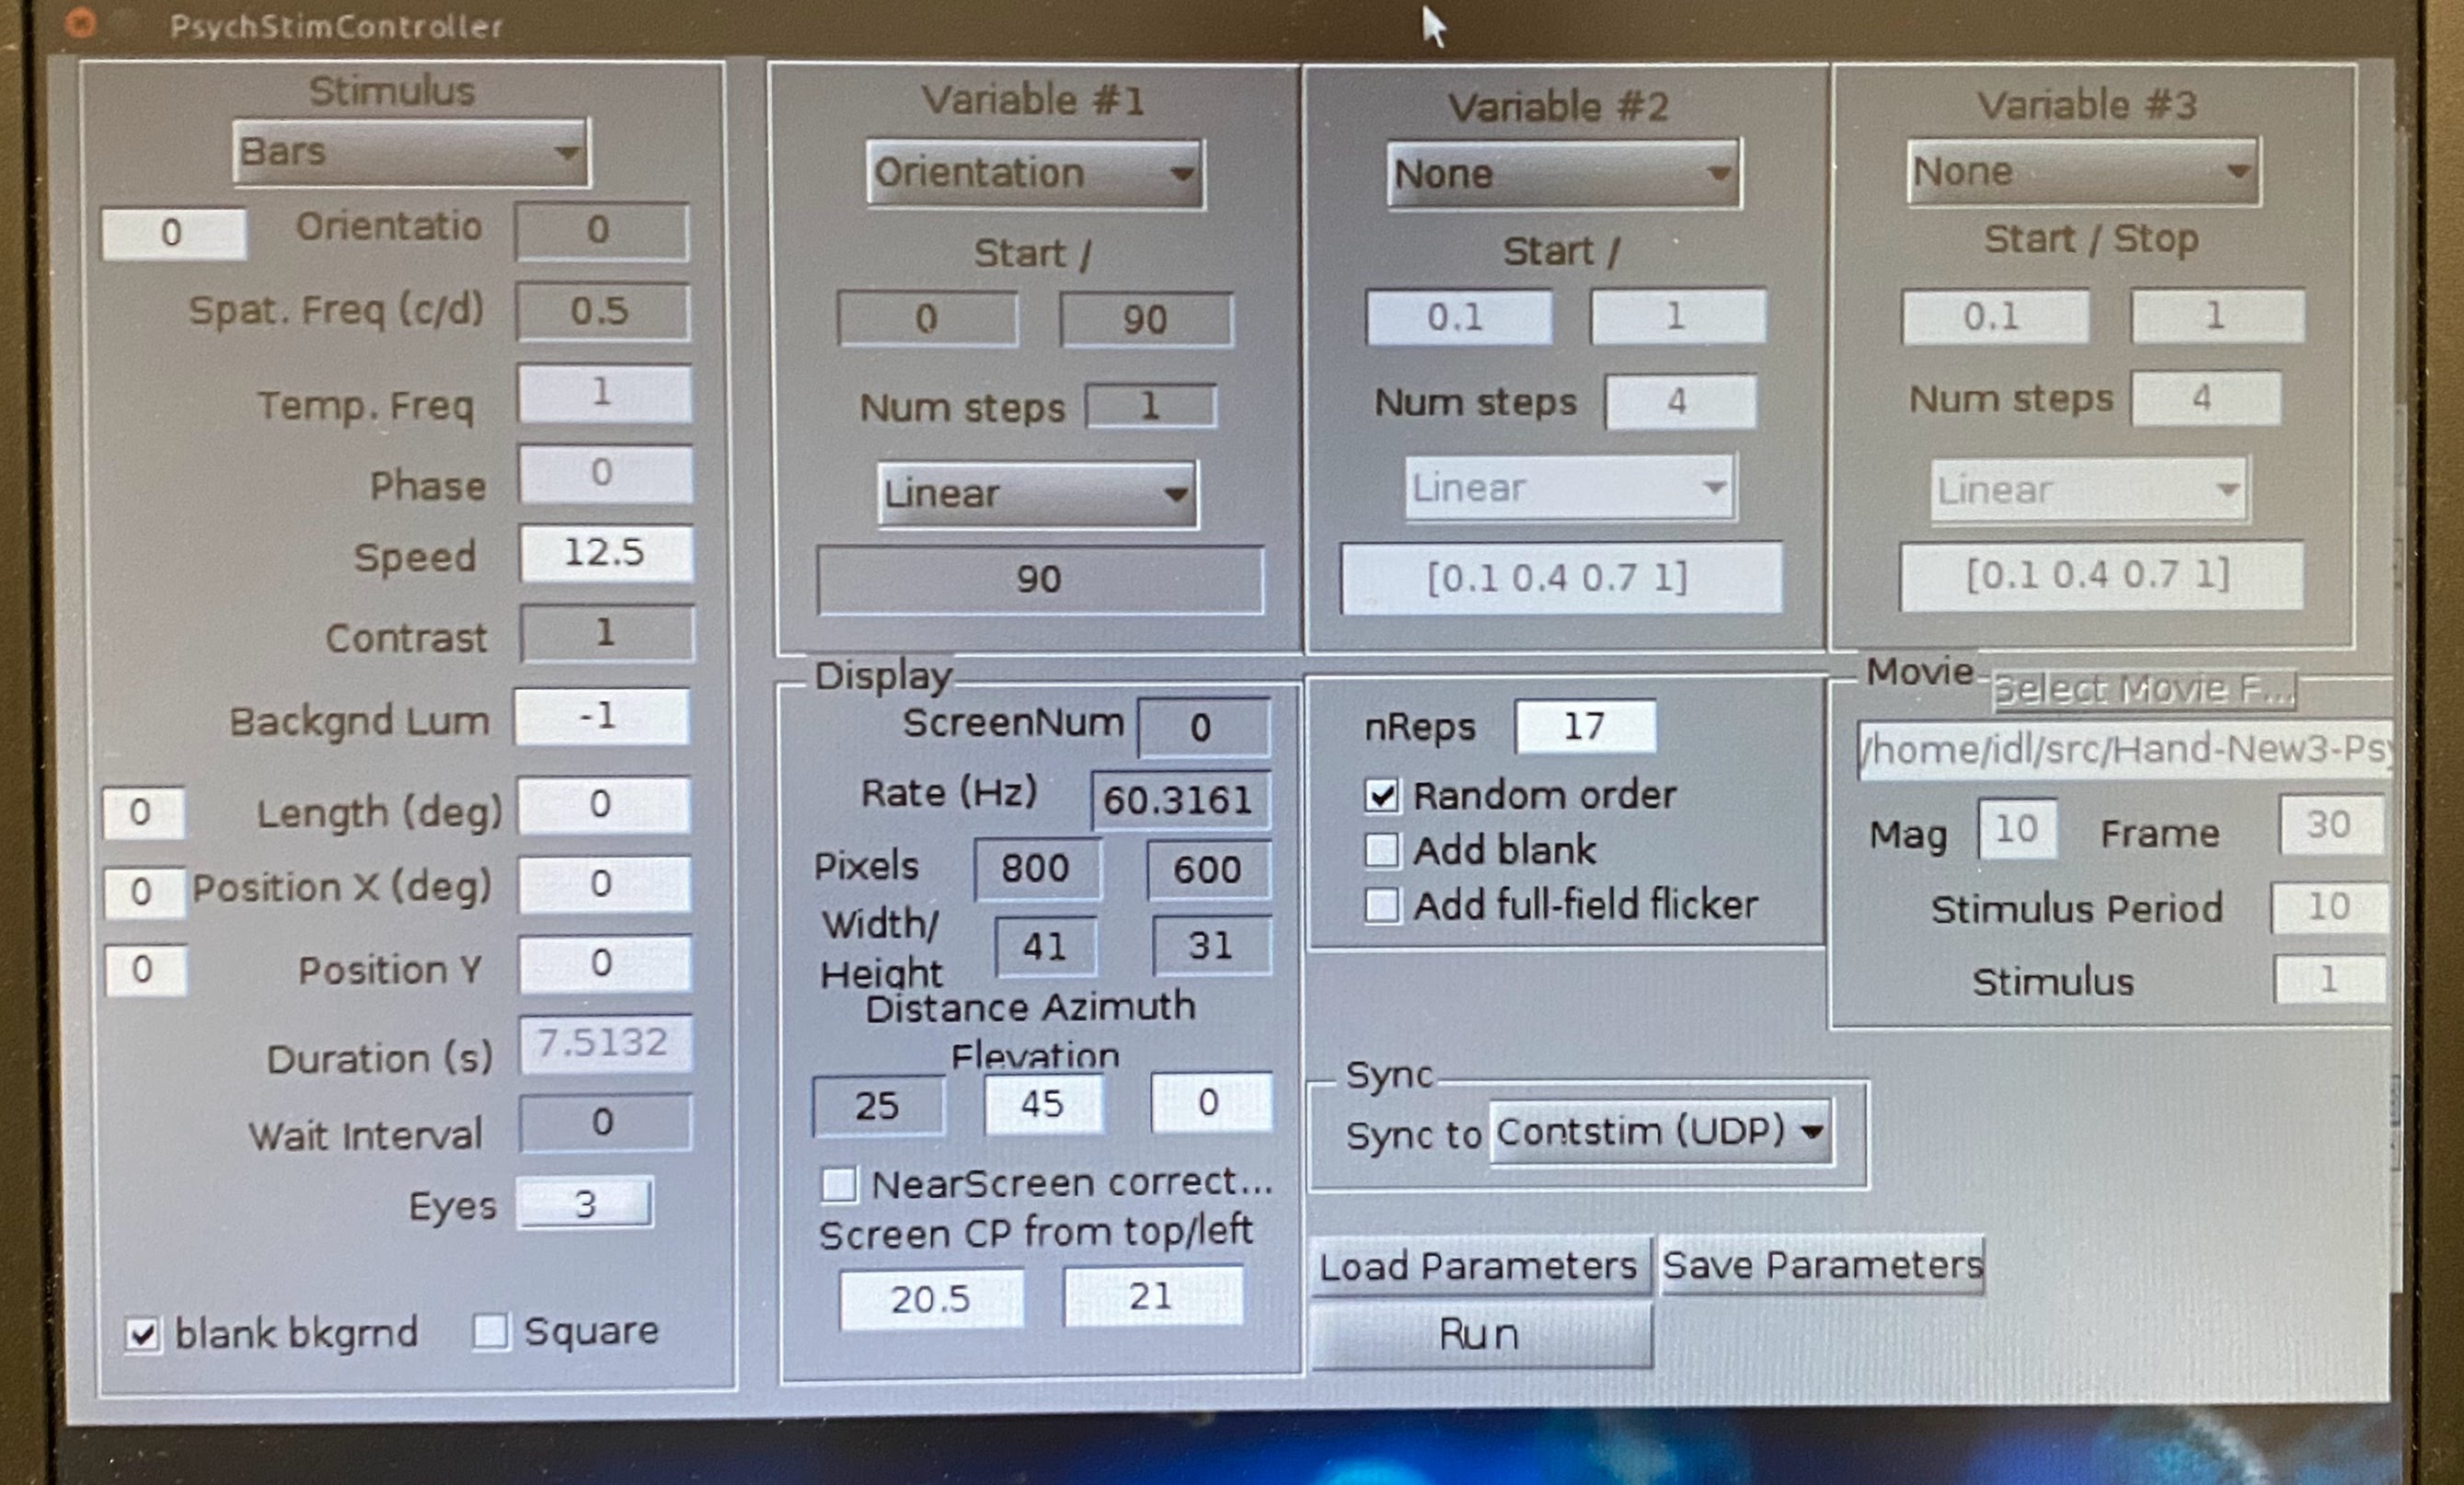 PsychStimController
Stimulus
Bars
0 Orientatio 0
Spat. Freq (c/d) 0.5
Temp. Freq 1
Phase 0
Speed 12.5
Contrast 1
Backgnd Lum -1
0 Length (deg) 0
0 Position X (deg) 0
0 Position Y 0
Duration (s) 7.5132
Wait Interval 0
Eyes 3
blank bkgrnd Square
Variable #1
Orientation
Start /
0 90
Num steps 1
Linear
90
Variable #2
None
Start /
0.1 1
Num steps 4
Linear
[0.1 0.4 0.7 1]
Variable #3
None
Start / Stop
0.1 1
Num steps 4
Linear
[0.1 0.4 0.7 1]
Display
ScreenNum 0
Rate (Hz) 60.3161
Pixels 800 600
Width/
Height 41 31
Distance Azimuth
Elevation
25 45 0
NearScreen correct...
Screen CP from top/left
20.5 21
nReps 17
Random order
Add blank
Add full-field flicker
Movie Select Movie F...
/home/idl/src/Hand-New3-Psy
Mag 10 Frame 30
Stimulus Period 10
Stimulus 1
Sync
Sync to Contstim (UDP)
Load Parameters Save Parameters
Run